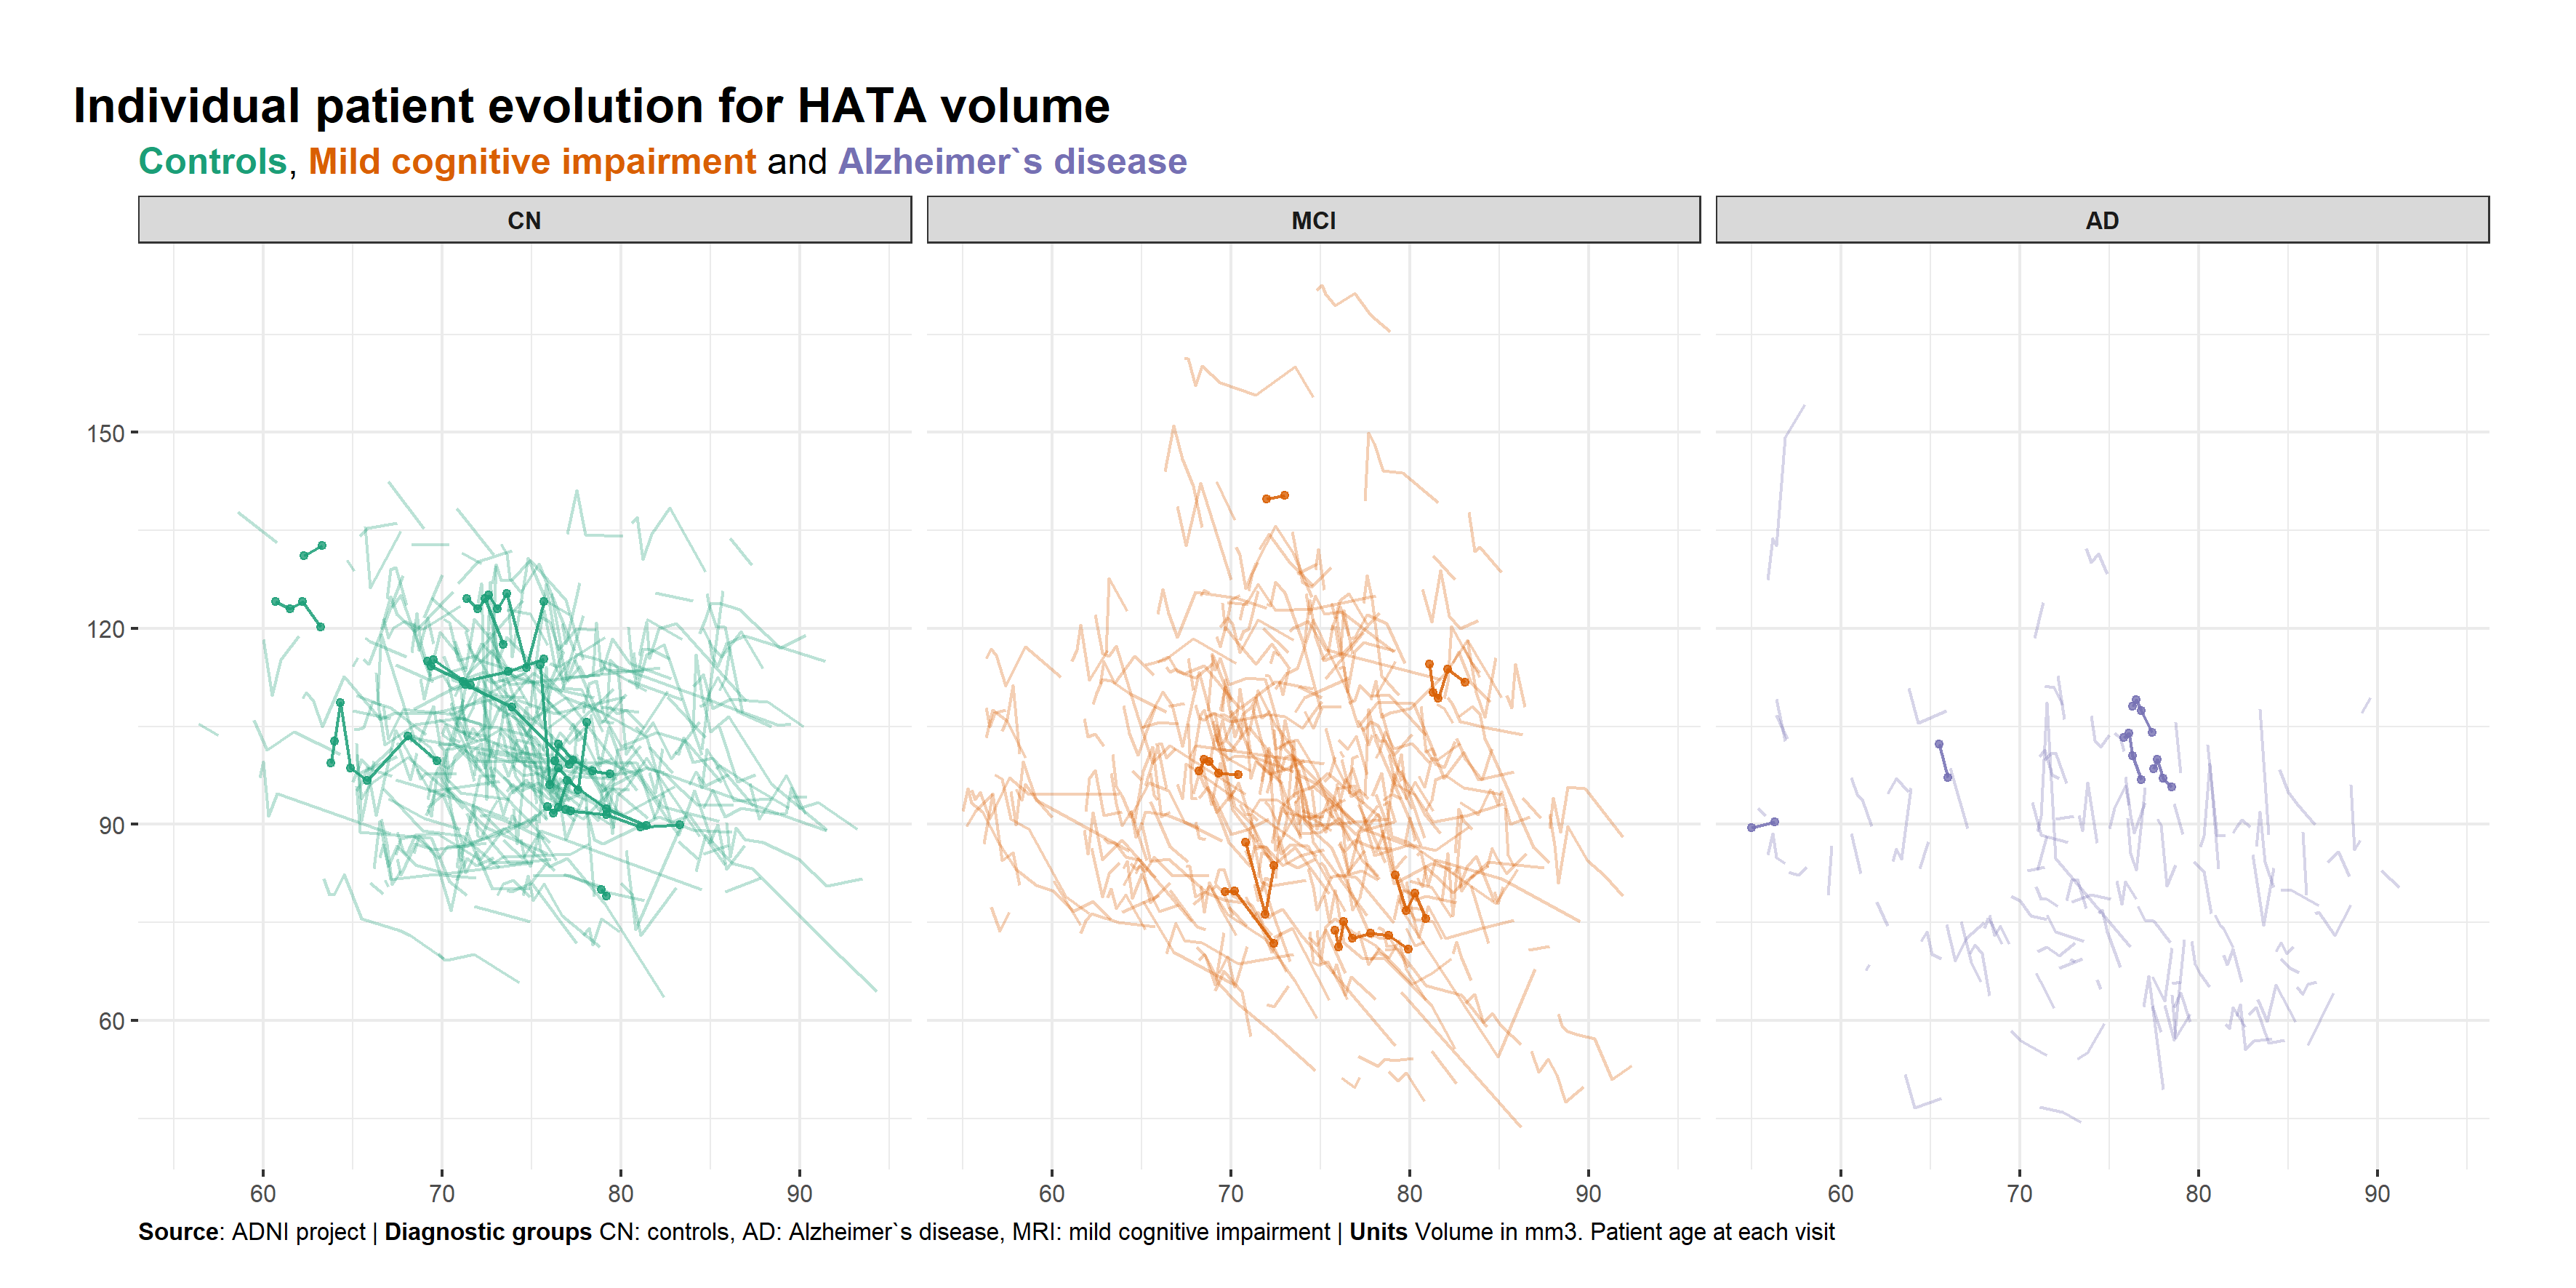 Individual patient evolution for HATA volume
Controls, Mild cognitive impairment and Alzheimer`s disease
CN MCI AD
150
120
90
60
60 70 80 90 60 70 80 90 60 70 80 90
Source: ADNI project | Diagnostic groups CN: controls, AD: Alzheimer`s disease, MRI: mild cognitive impairment | Units Volume in mm3. Patient age at each visit